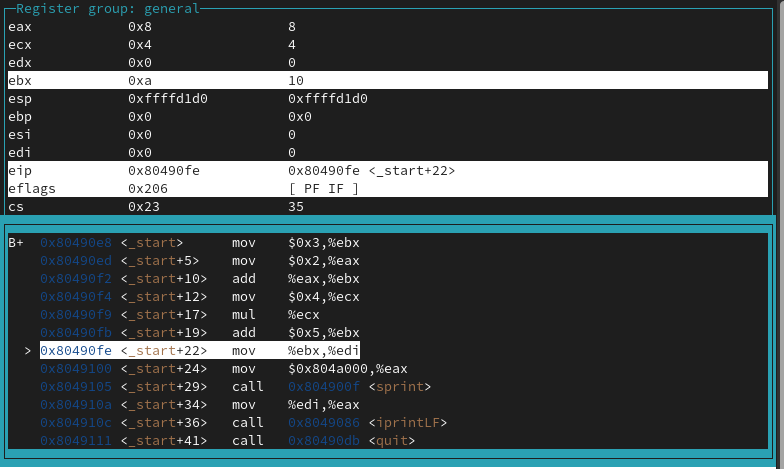 Register group: general
eax 0x8 8
ecx 0x4 4
edx 0x0 0
ebx 0xa 10
esp 0xffffd1d0 0xffffd1d0
ebp 0x0 0x0
esi 0x0 0
edi 0x0 0
eip 0x80490fe 0x80490fe <_start+22>
eflags 0x206 [ PF IF ]
cs 0x23 35
B+ 0x80490e8 <_start> mov $0x3,%ebx
0x80490ed <_start+5> mov $0x2,%eax
0x80490f2 <_start+10> add %eax,%ebx
0x80490f4 <_start+12> mov $0x4,%ecx
0x80490f9 <_start+17> mul %ecx
0x80490fb <_start+19> add $0x5,%ebx
> 0x80490fe <_start+22> mov %ebx,%edi
0x8049100 <_start+24> mov $0x804a000,%eax
0x8049105 <_start+29> call 0x804900f <sprint>
0x804910a <_start+34> mov %edi,%eax
0x804910c <_start+36> call 0x8049086 <iprintLF>
0x8049111 <_start+41> call 0x80490db <quit>